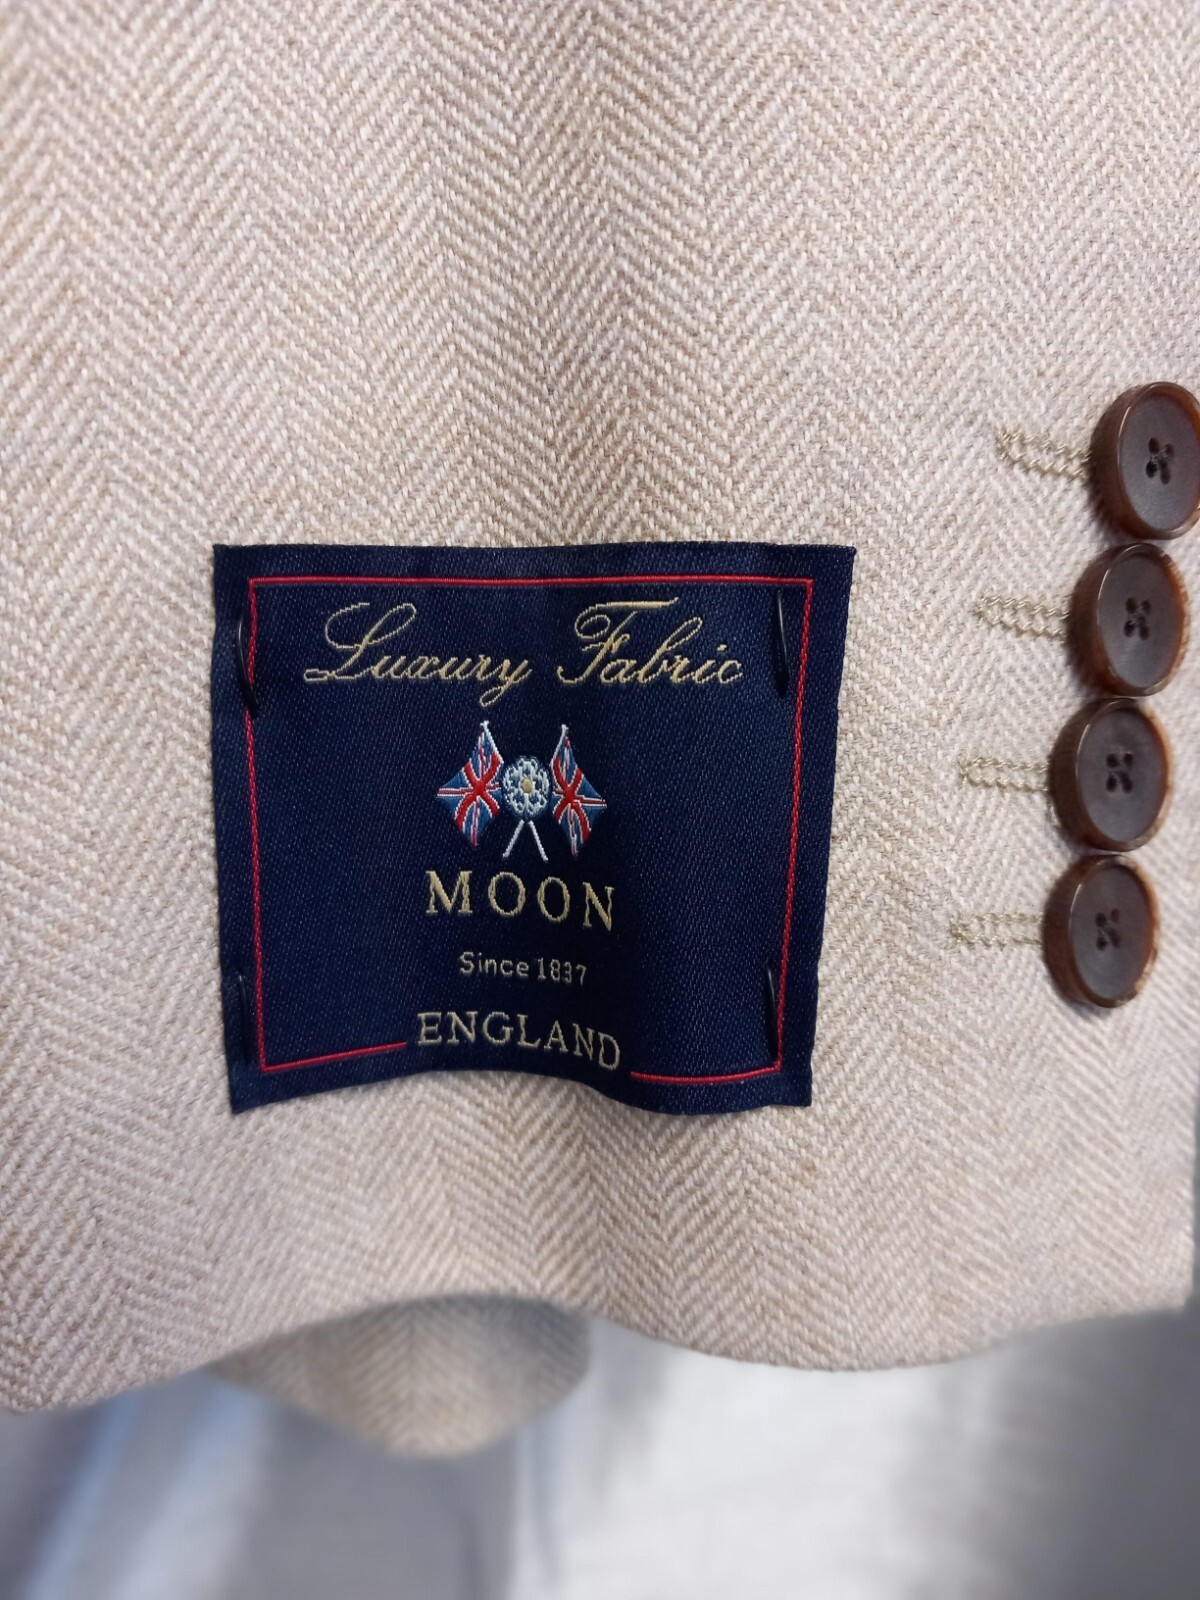 Luxury Fabric
MOON
Since 1837
ENGLAND